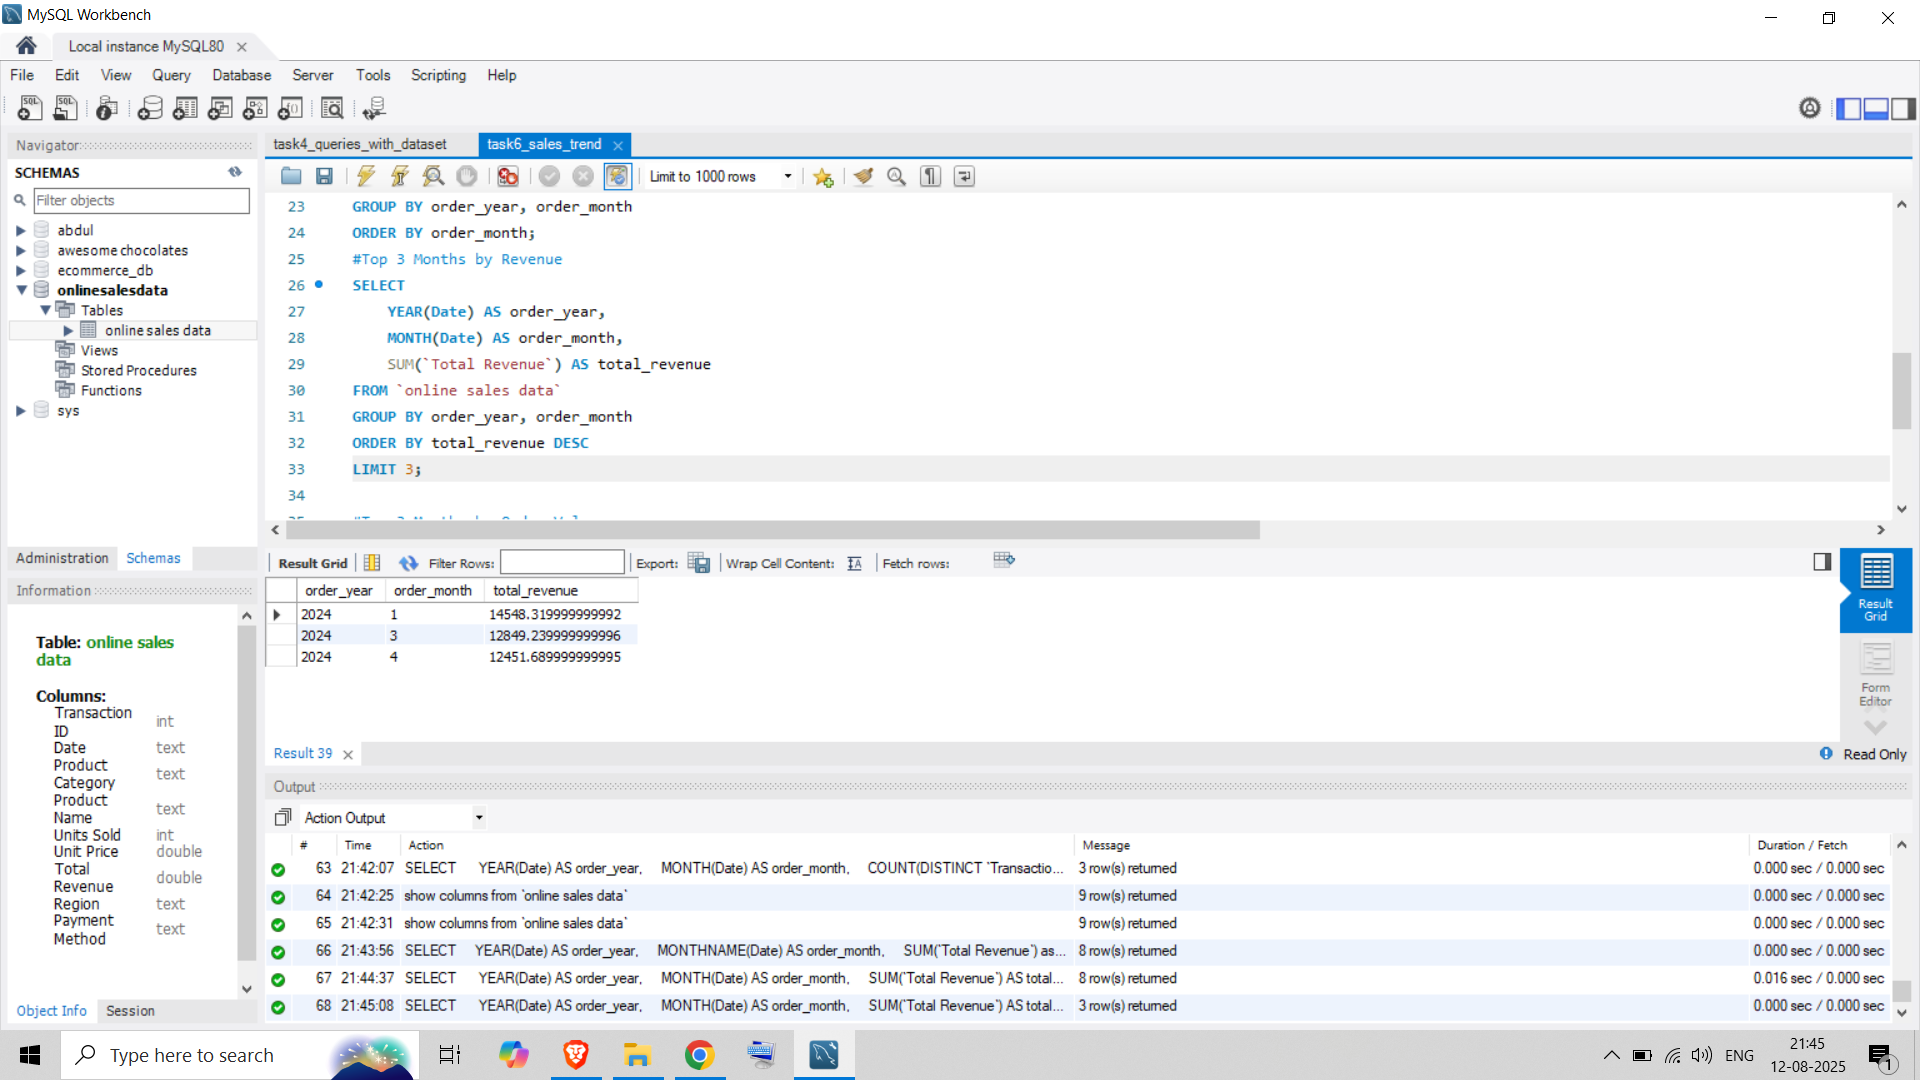 MySQL Workbench
Local instance MySQL80
File Edit View Query Database Server Tools Scripting Help
Navigator
SCHEMAS
Filter objects
abdul
awesome chocolates
ecommerce_db
onlinesalesdata
Tables
online sales data
Views
Stored Procedures
Functions
sys
Administration Schemas
Information
Table: online sales
data
Columns:
Transaction
ID int
Date text
Product
Category text
Product
Name text
Units Sold int
Unit Price double
Total
Revenue double
Region text
Payment
Method text
Object Info Session
task4_queries_with_dataset task6_sales_trend
Limit to 1000 rows
23 GROUP BY order_year, order_month
24 ORDER BY order_month;
25 #Top 3 Months by Revenue
26 SELECT
27 YEAR(Date) AS order_year,
28 MONTH(Date) AS order_month,
29 SUM(`Total Revenue`) AS total_revenue
30 FROM `online sales data`
31 GROUP BY order_year, order_month
32 ORDER BY total_revenue DESC
33 LIMIT 3;
34
Result Grid Filter Rows: Export: Wrap Cell Content: Fetch rows:
order_year order_month total_revenue
2024 1 14548.319999999992
2024 3 12849.239999999996
2024 4 12451.689999999995
Result Grid
Form Editor
Result 39 Read Only
Output
Action Output
# Time Action Message Duration / Fetch
63 21:42:07 SELECT YEAR(Date) AS order_year, MONTH(Date) AS order_month, COUNT(DISTINCT `Transactio... 3 row(s) returned 0.000 sec / 0.000 sec
64 21:42:25 show columns from `online sales data` 9 row(s) returned 0.000 sec / 0.000 sec
65 21:42:31 show columns from `online sales data` 9 row(s) returned 0.000 sec / 0.000 sec
66 21:43:56 SELECT YEAR(Date) AS order_year, MONTHNAME(Date) AS order_month, SUM(`Total Revenue`) as... 8 row(s) returned 0.000 sec / 0.000 sec
67 21:44:37 SELECT YEAR(Date) AS order_year, MONTH(Date) AS order_month, SUM(`Total Revenue`) AS total... 8 row(s) returned 0.016 sec / 0.000 sec
68 21:45:08 SELECT YEAR(Date) AS order_year, MONTH(Date) AS order_month, SUM(`Total Revenue`) AS total... 3 row(s) returned 0.000 sec / 0.000 sec
Type here to search
ENG
21:45
12-08-2025
1